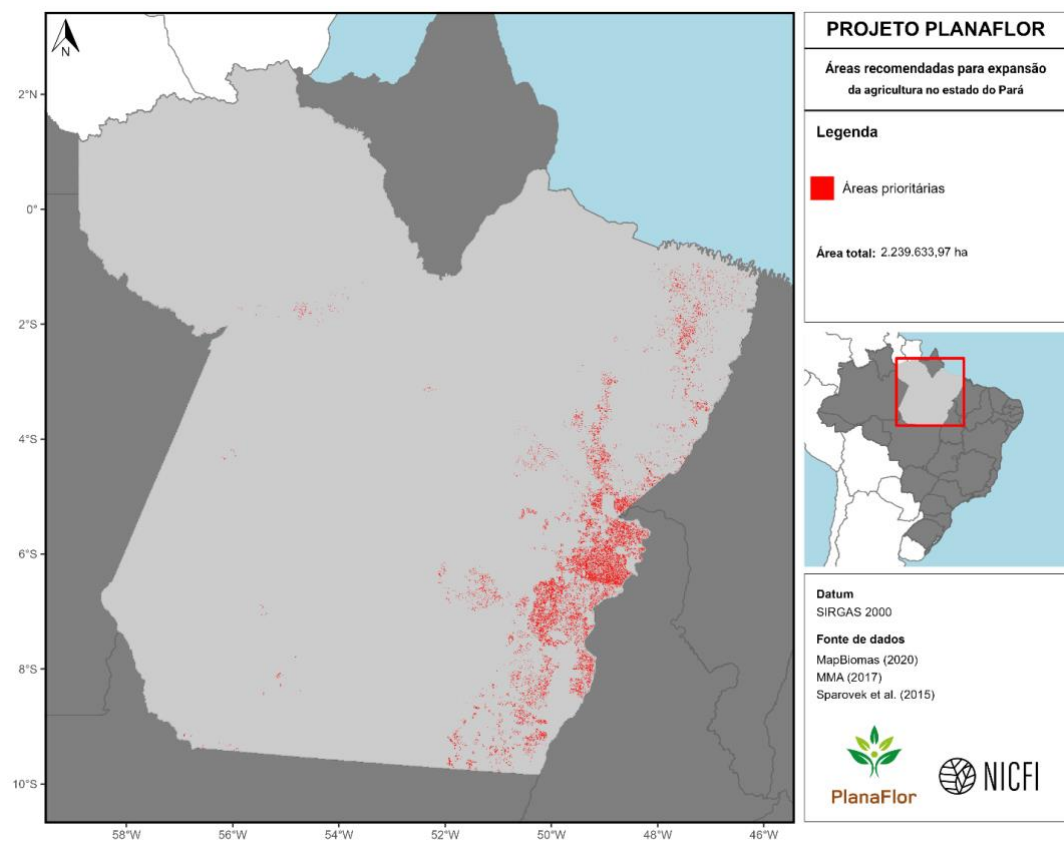 N
2°N
0°
2°S
4°S
6°S
8°S
10°S
58°W
56°W
54°W
52°W
50°W
48°W
46°W
PROJETO PLANAFLOR
Áreas recomendadas para expansão
da agricultura no estado do Pará
Legenda
Áreas prioritárias
Área total: 2.239.633,97 ha
Datum
SIRGAS 2000
Fonte de dados
MapBiomas (2020)
MMA (2017)
Sparovek et al. (2015)
PlanaFlor
NICFI